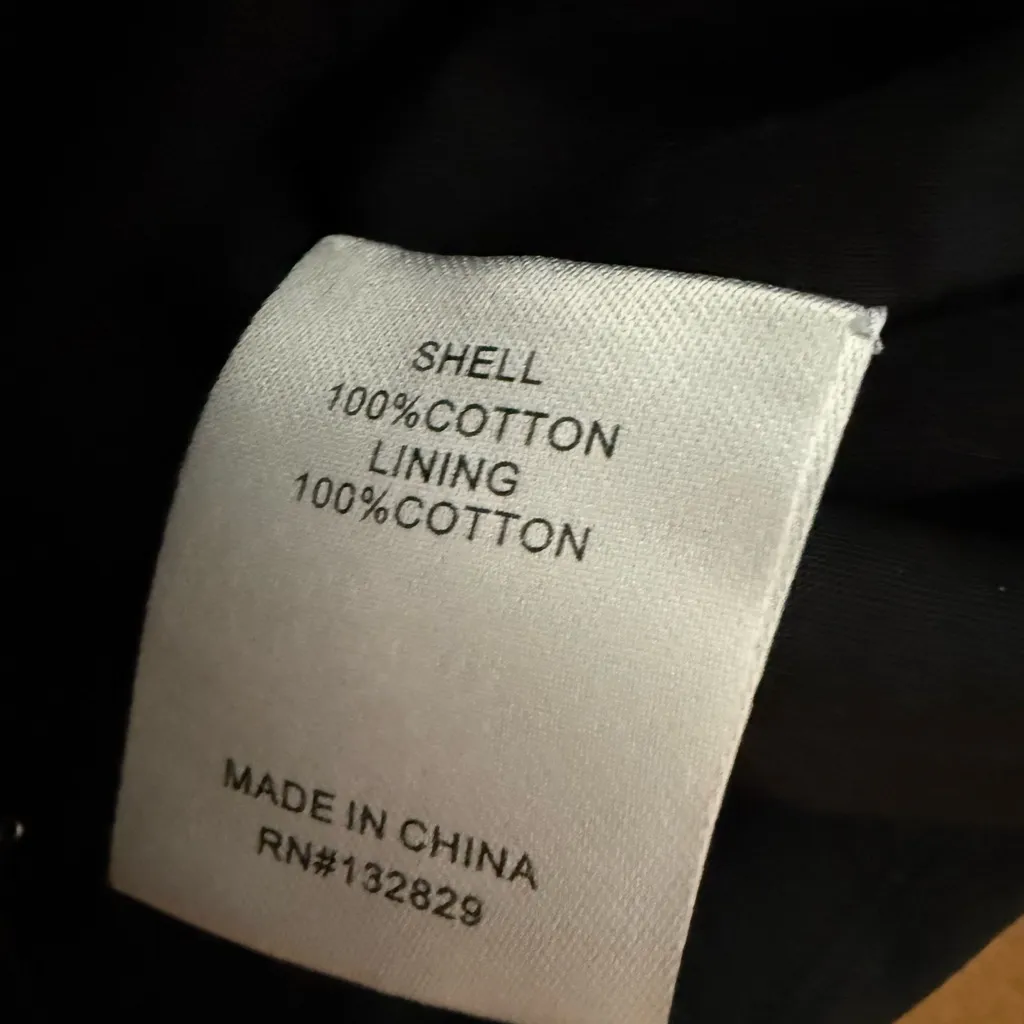 SHELL
100%COTTON
LINING
100%COTTON
MADE IN CHINA
RN#132829